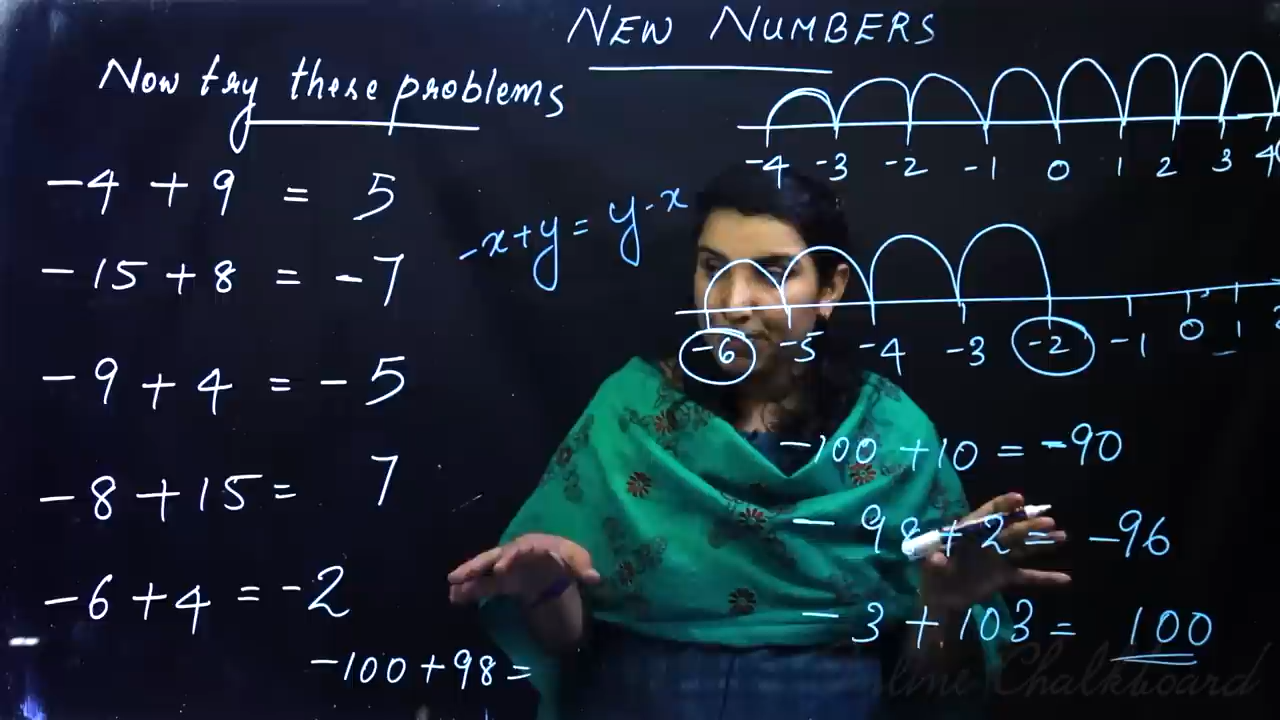 NEW NUMBERS
Now try these problems
-4 + 9 = 5
-15 + 8 = -7
-9 + 4 = -5
-8 + 15 = 7
-6 + 4 = -2
-100 + 98 =
-4 -3 -2 -1 0 1 2 3 4
-x + y = y - x
-6 -5 -4 -3 -2 -1 0 1
-100 + 10 = -90
-98 + 2 = -96
-3 + 103 = 100
Online Chalkboard